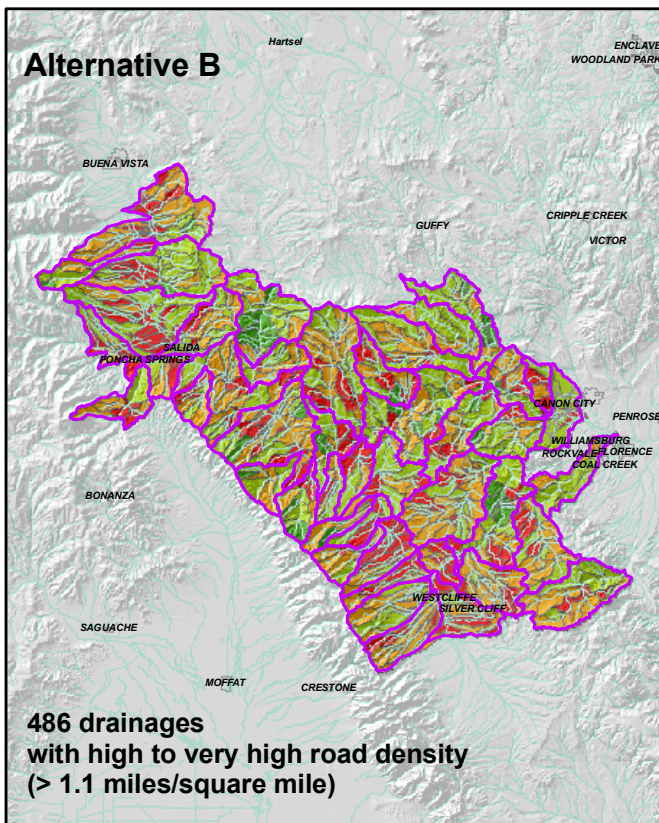 Hartsel
ENCLAVE
WOODLAND PARK
Alternative B
BUENA VISTA
GUFFY
CRIPPLE CREEK
VICTOR
SALIDA
PONCHA SPRINGS
CANON CITY
PENROSE
WILLIAMSBURG
ROCKVALE FLORENCE
COAL CREEK
BONANZA
WESTCLIFFE
SILVER CLIFF
SAGUACHE
MOFFAT
CRESTONE
486 drainages
with high to very high road density
(> 1.1 miles/square mile)